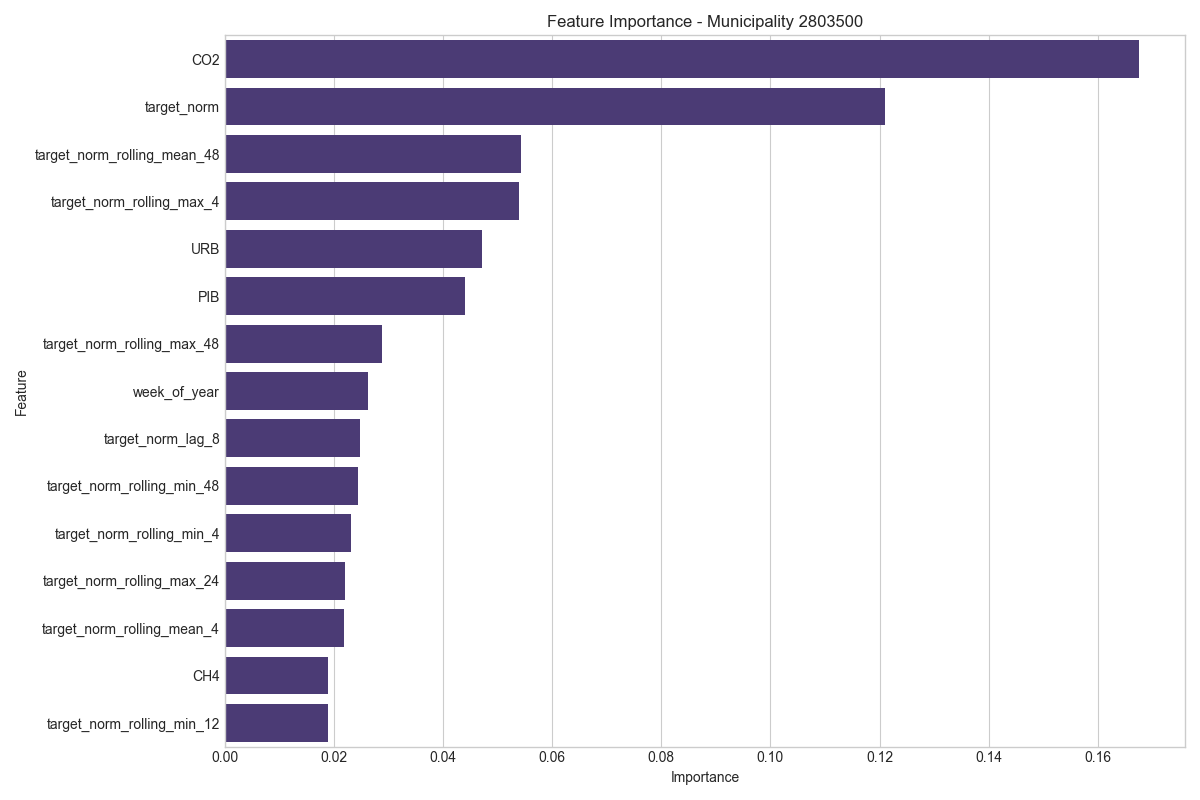 Feature Importance - Municipality 2803500
Feature
CO2
target_norm
target_norm_rolling_mean_48
target_norm_rolling_max_4
URB
PIB
target_norm_rolling_max_48
week_of_year
target_norm_lag_8
target_norm_rolling_min_48
target_norm_rolling_min_4
target_norm_rolling_max_24
target_norm_rolling_mean_4
CH4
target_norm_rolling_min_12
0.00 0.02 0.04 0.06 0.08 0.10 0.12 0.14 0.16
Importance